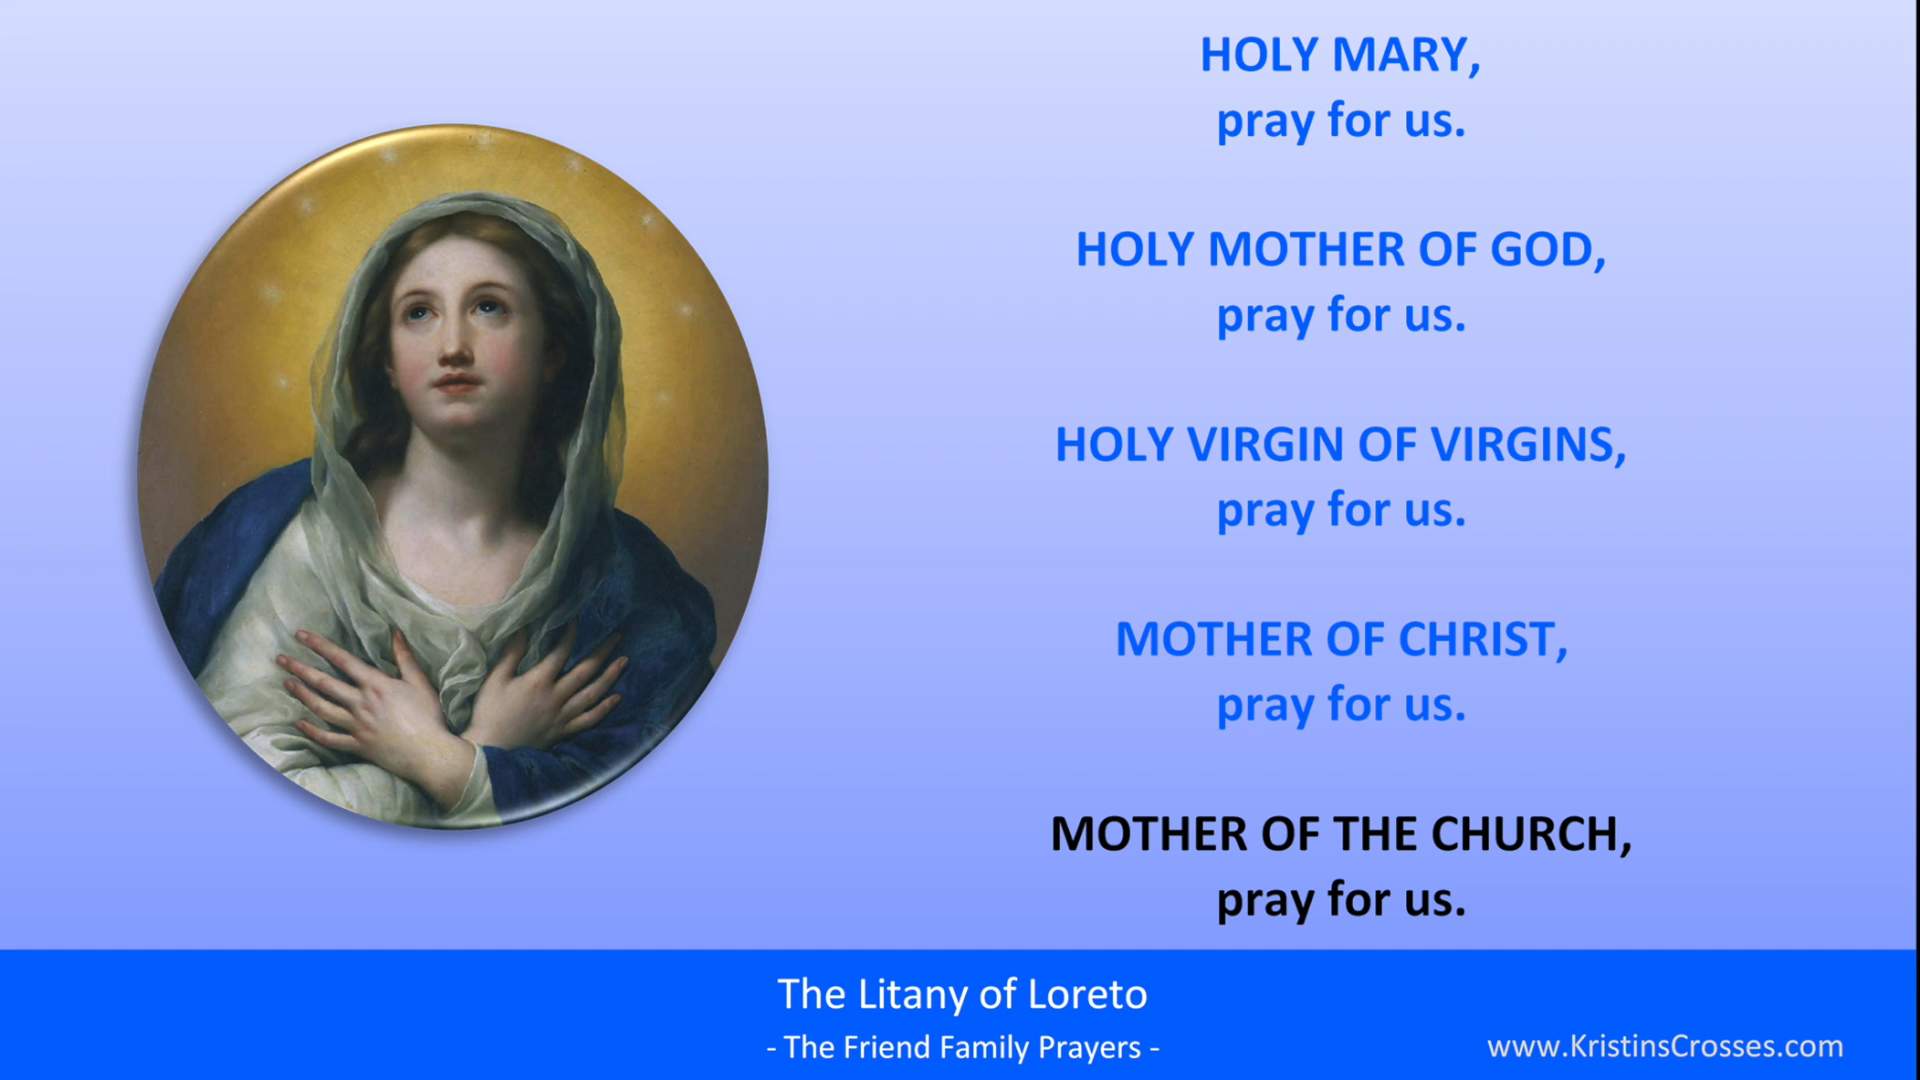 HOLY MARY,
pray for us.
HOLY MOTHER OF GOD,
pray for us.
HOLY VIRGIN OF VIRGINS,
pray for us.
MOTHER OF CHRIST,
pray for us.
MOTHER OF THE CHURCH,
pray for us.
The Litany of Loreto
- The Friend Family Prayers -
www.KristinsCrosses.com